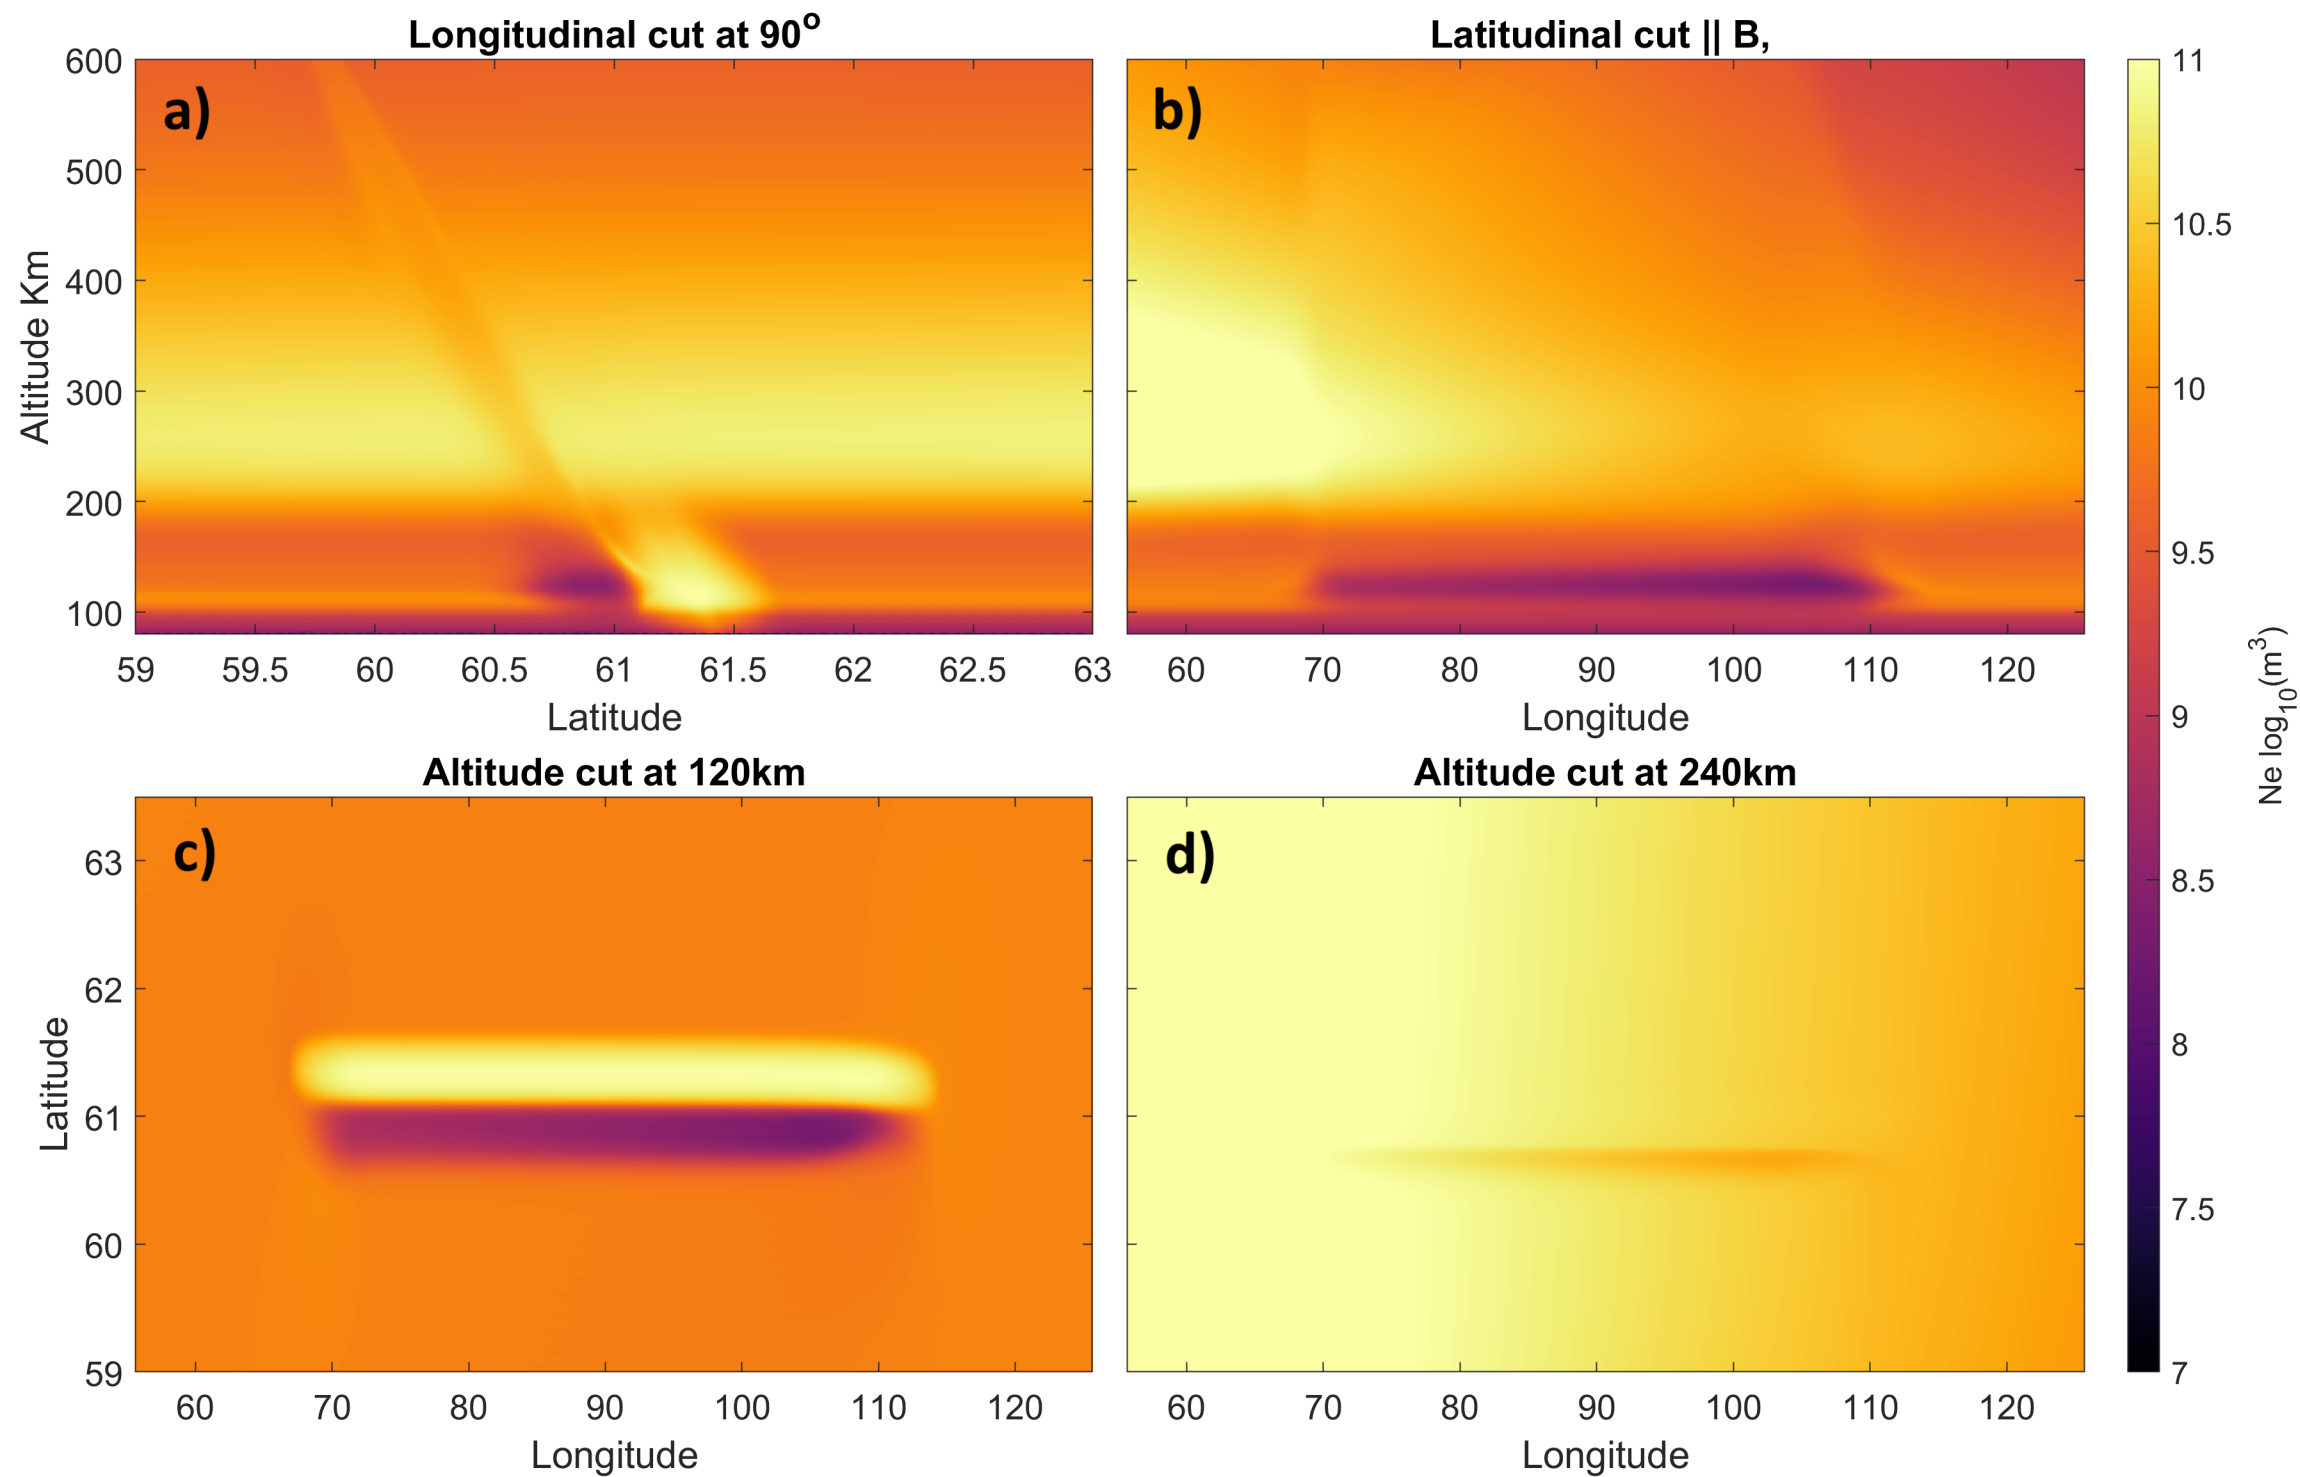 Longitudinal cut at 90°
a)
600
500
400
300
200
100
Altitude Km
59 59.5 60 60.5 61 61.5 62 62.5 63
Latitude
Latitudinal cut || B,
b)
60 70 80 90 100 110 120
Longitude
Altitude cut at 120km
c)
63
62
61
60
59
Latitude
60 70 80 90 100 110 120
Longitude
Altitude cut at 240km
d)
60 70 80 90 100 110 120
Longitude
11
10.5
10
9.5
9
8.5
8
7.5
7
Ne log₁₀(m³)